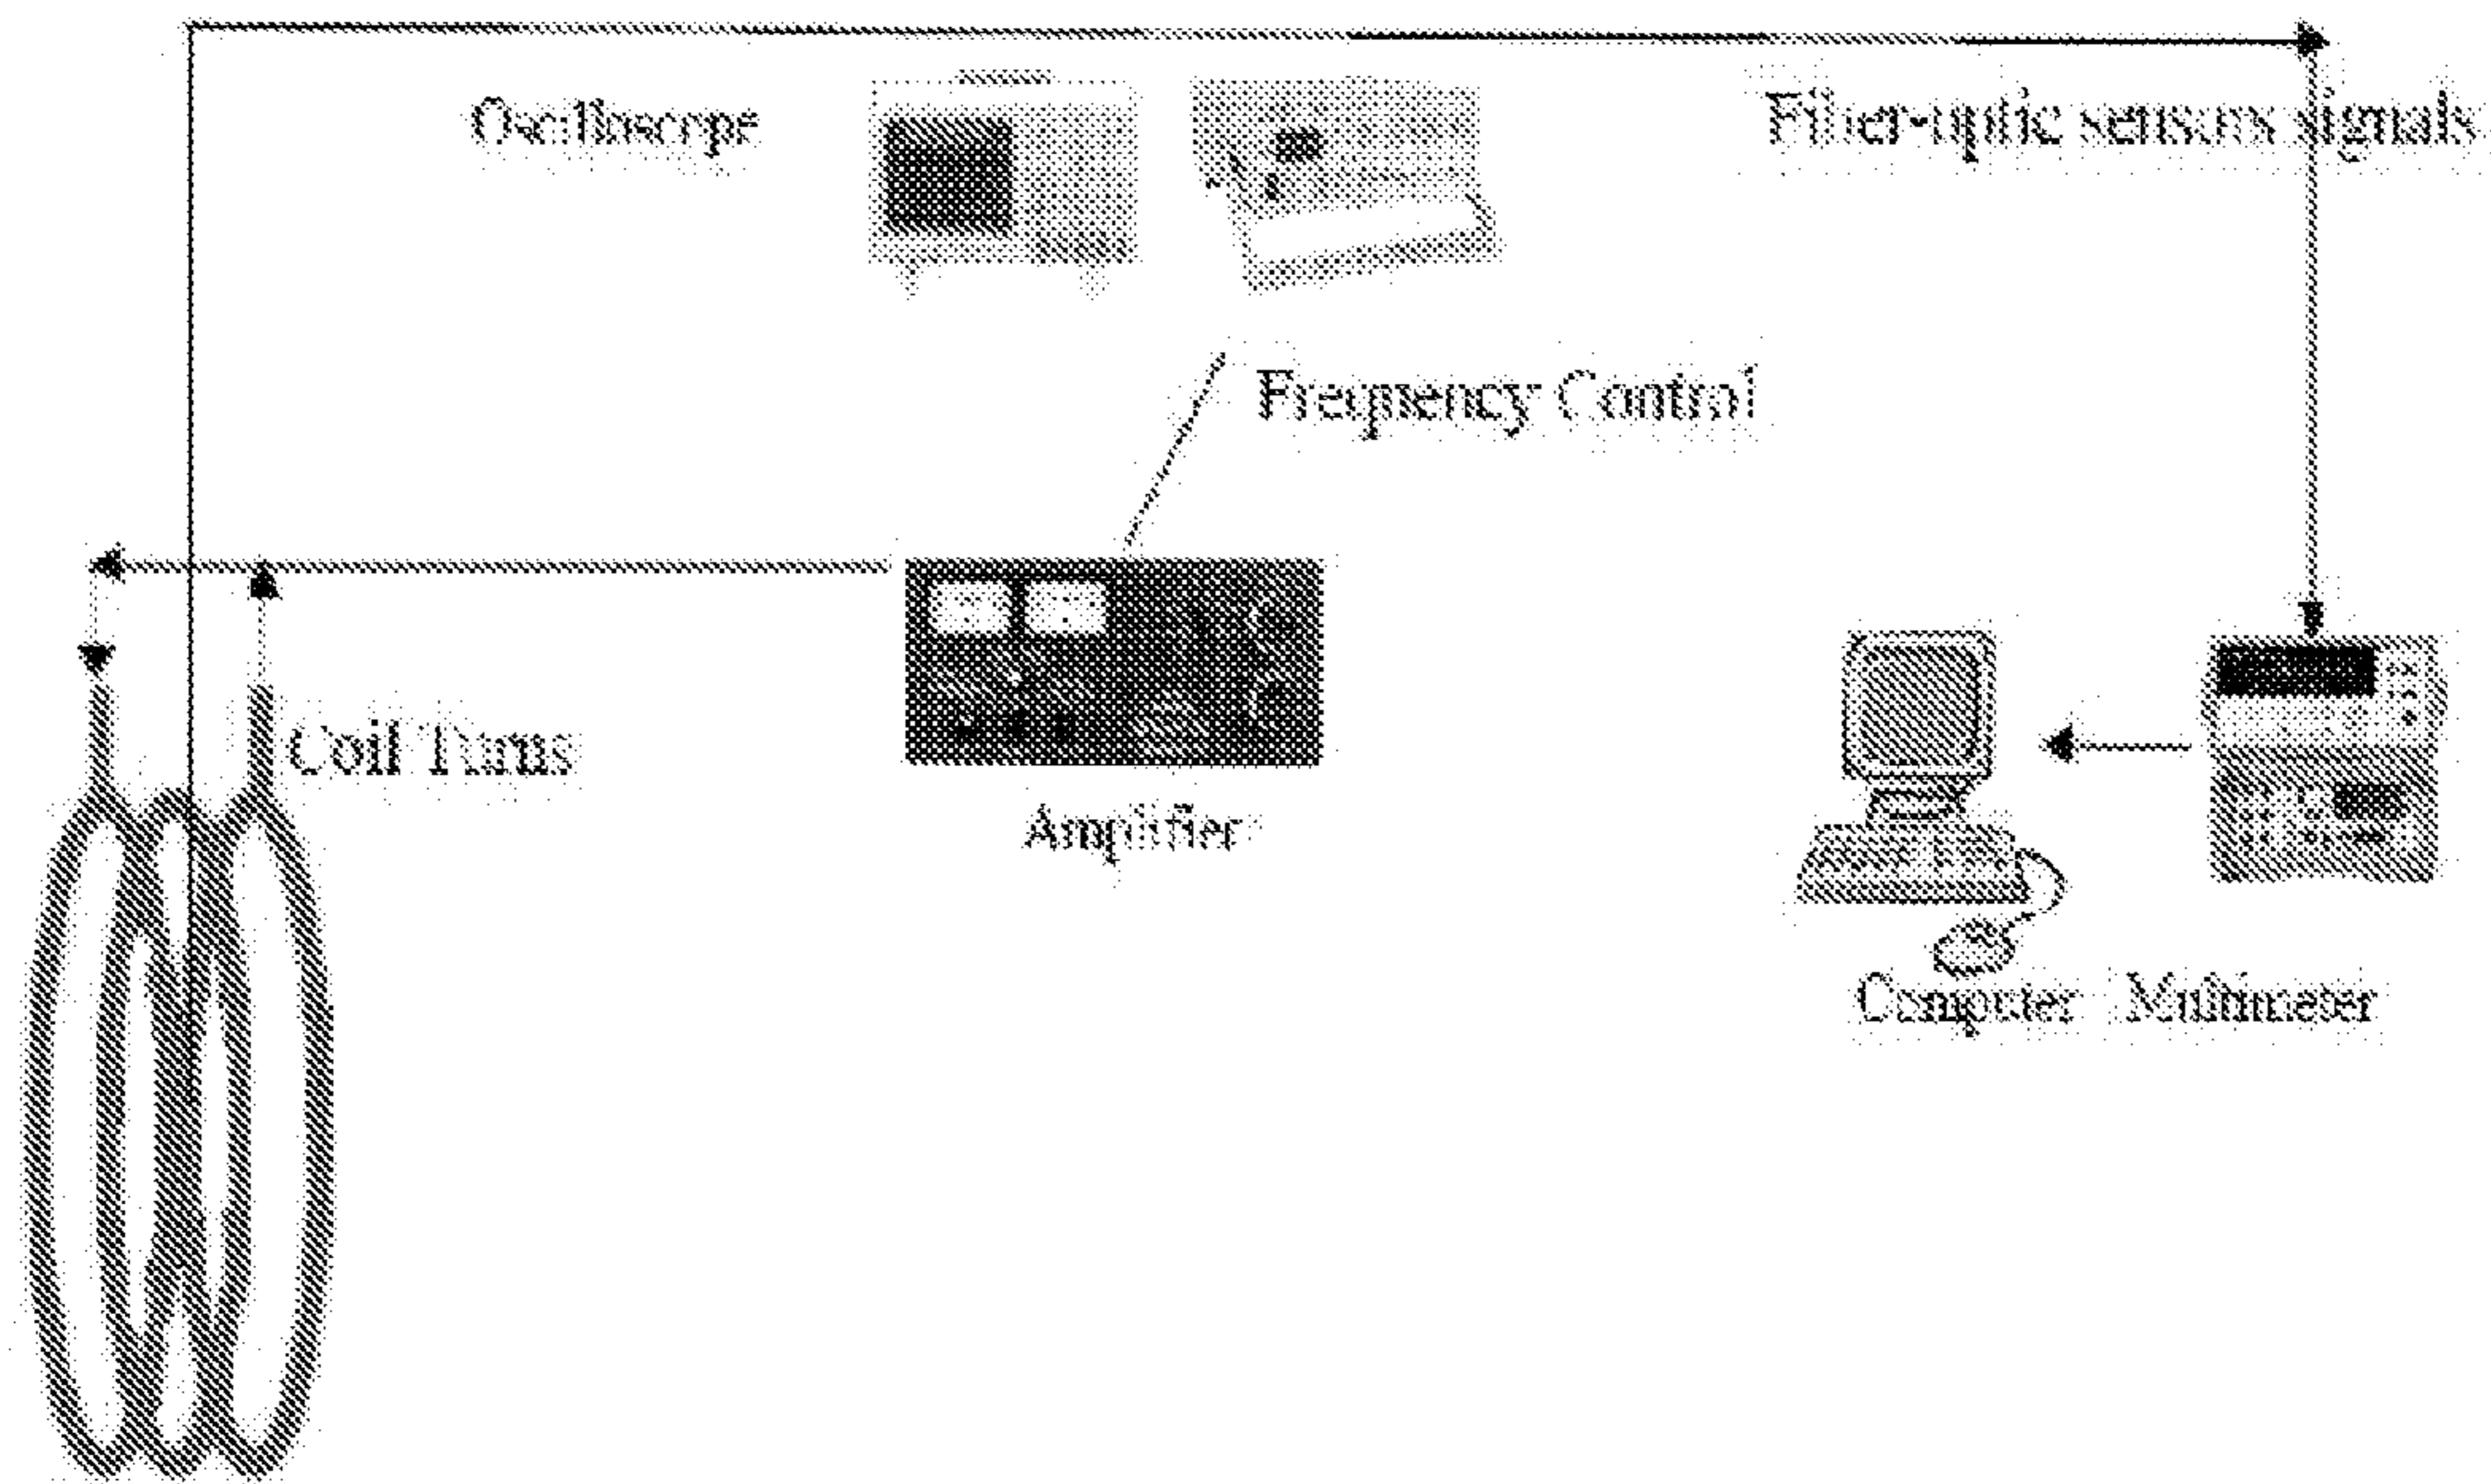 Oscilloscope
Fiber-optic sensors signals
Frequency Control
Coil Turns
Amplifier
Computer Multimeter